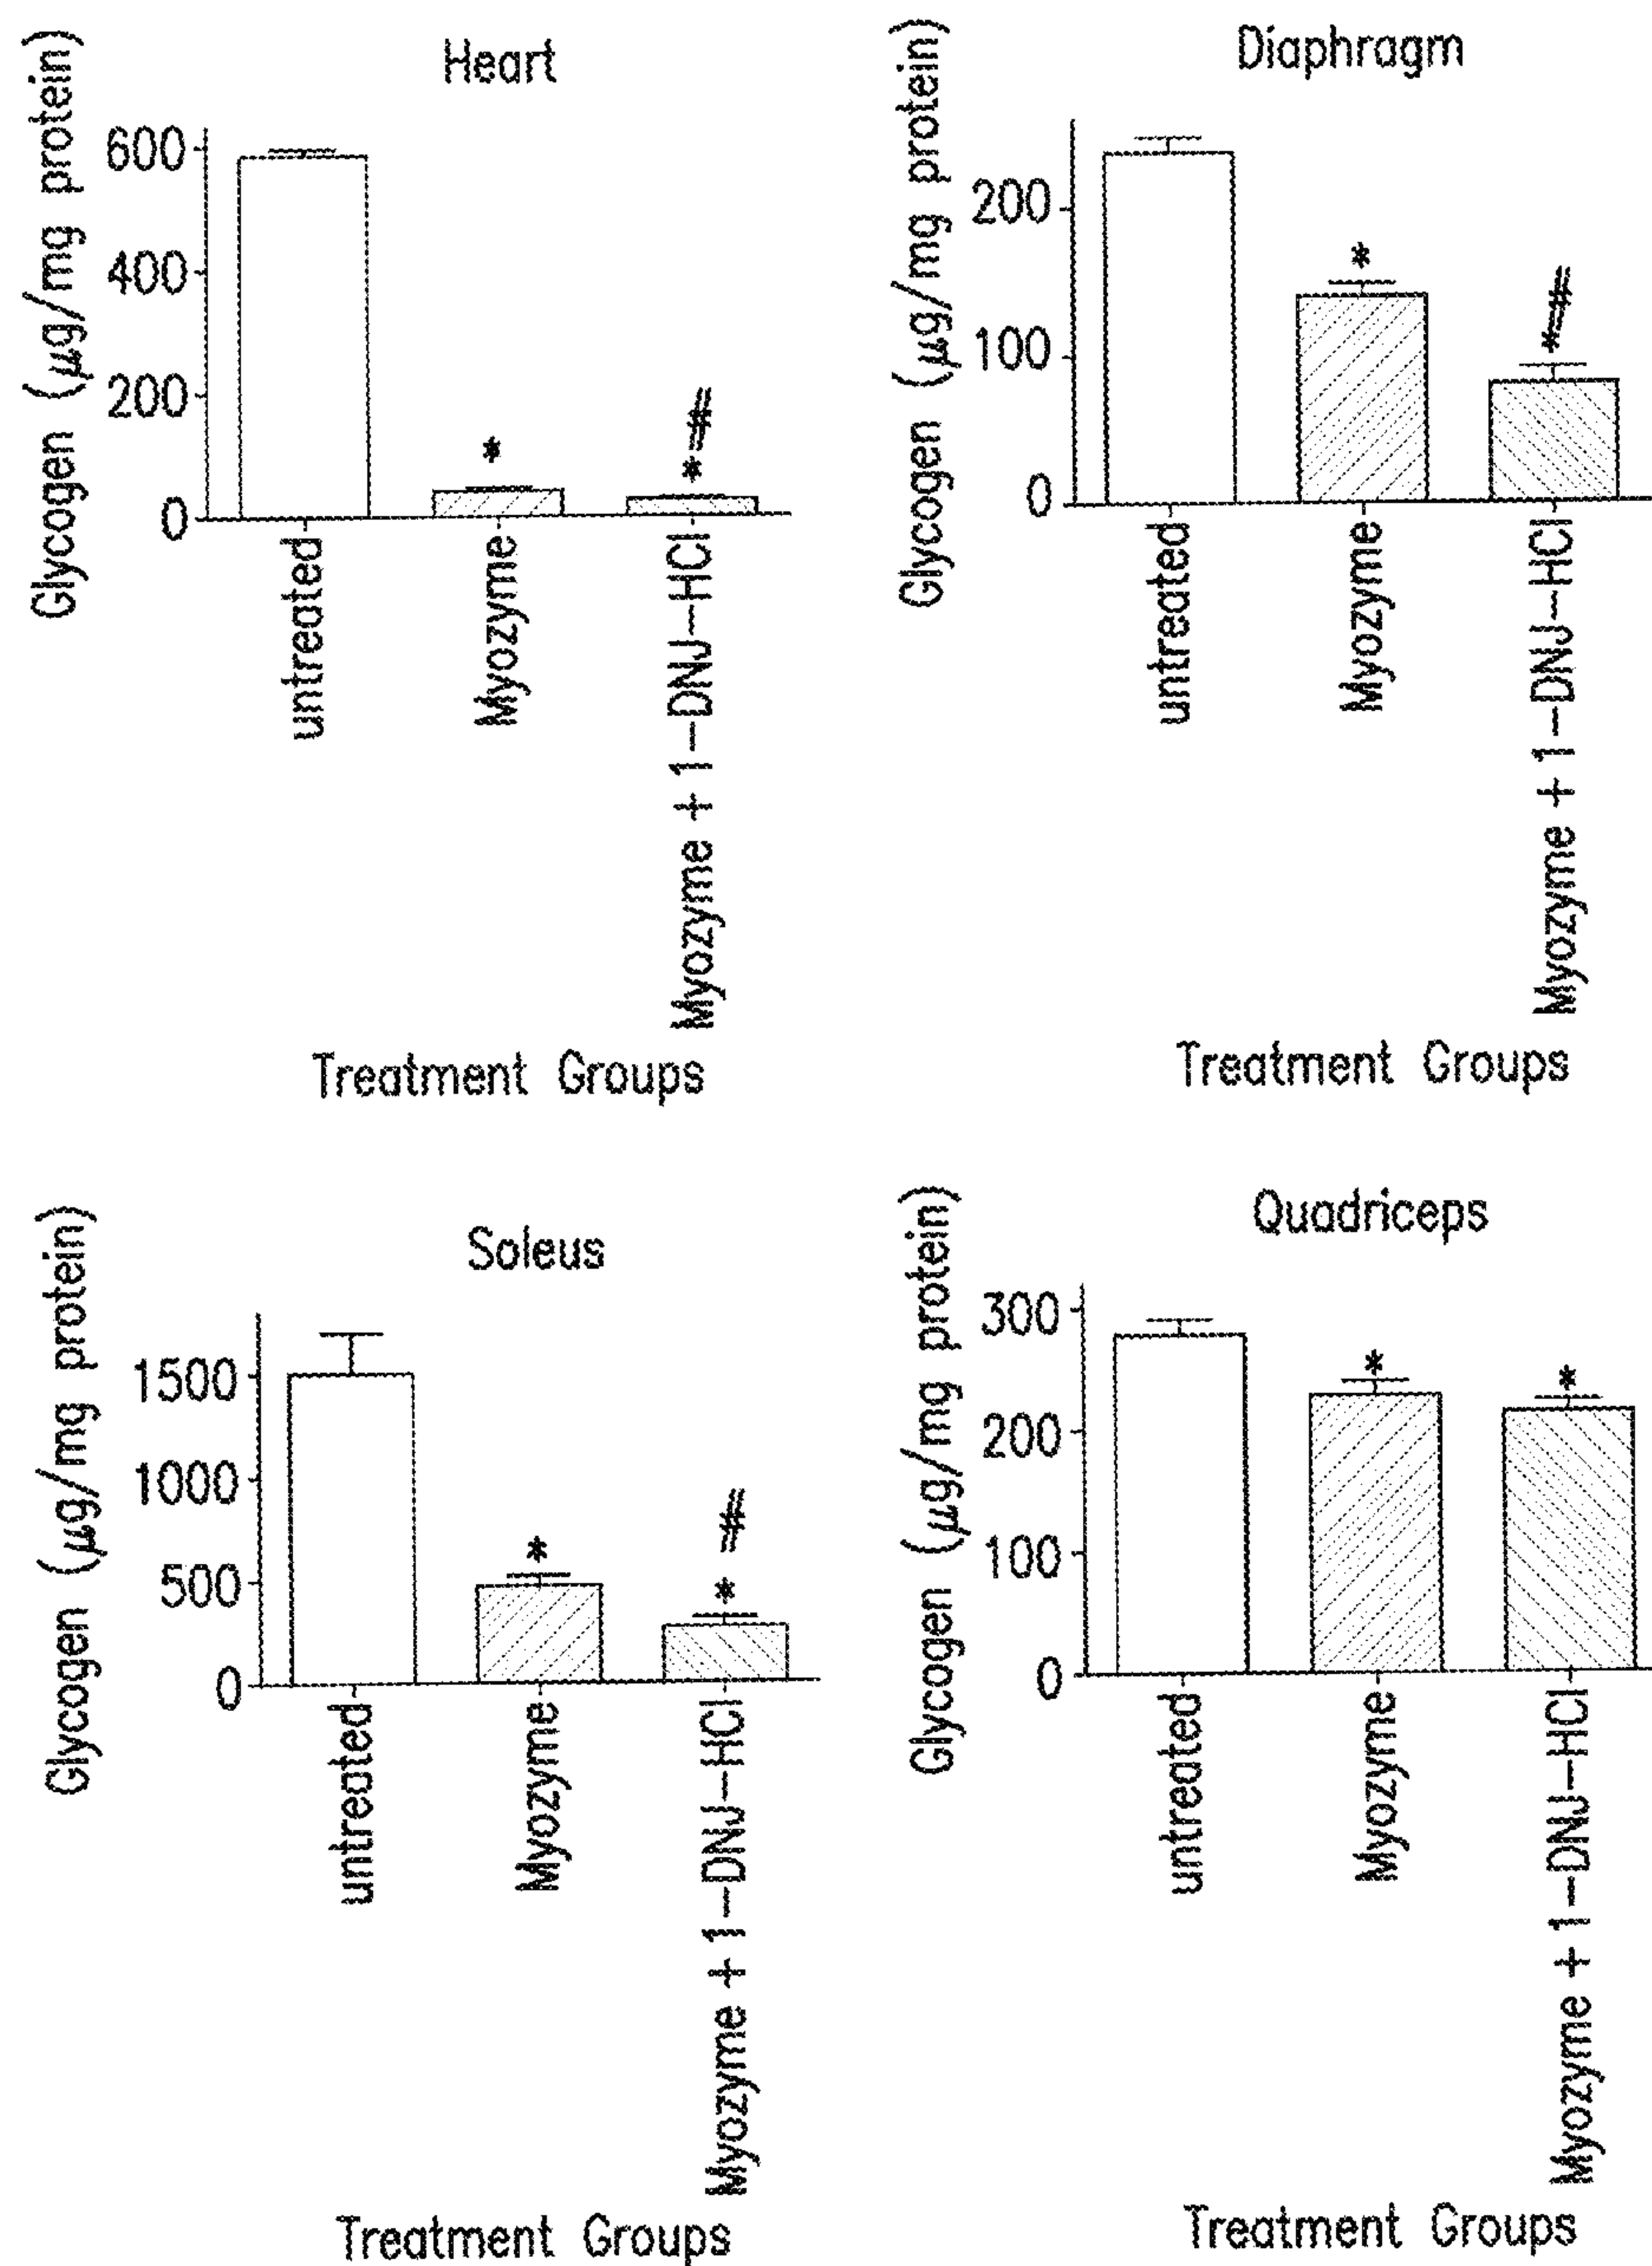 Heart
Glycogen (μg/mg protein)
600
400
200
0
*
*
#
untreated
Myozyme
Myozyme + 1-DNJ-HCl
Treatment Groups
Diaphragm
Glycogen (μg/mg protein)
200
100
0
*
*#
untreated
Myozyme
Myozyme + 1-DNJ-HCl
Treatment Groups
Soleus
Glycogen (μg/mg protein)
1500
1000
500
0
*
#
*
untreated
Myozyme
Myozyme + 1-DNJ-HCl
Treatment Groups
Quadriceps
Glycogen (μg/mg protein)
300
200
100
0
*
*
untreated
Myozyme
Myozyme + 1-DNJ-HCl
Treatment Groups